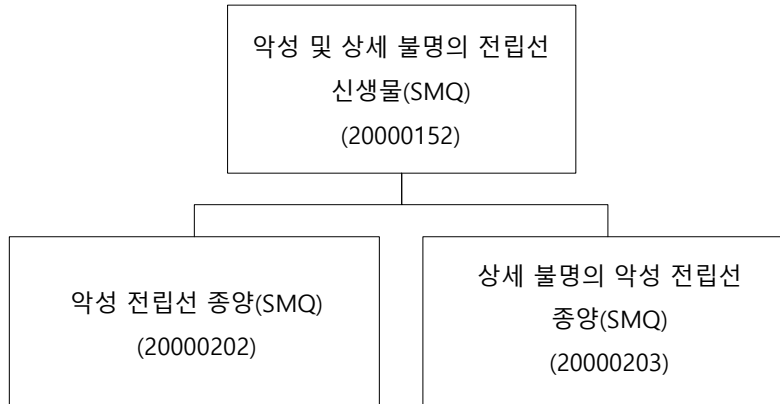 악성 및 상세 불명의 전립선
신생물(SMQ)
(20000152)
악성 전립선 종양(SMQ)
(20000202)
상세 불명의 악성 전립선
종양(SMQ)
(20000203)